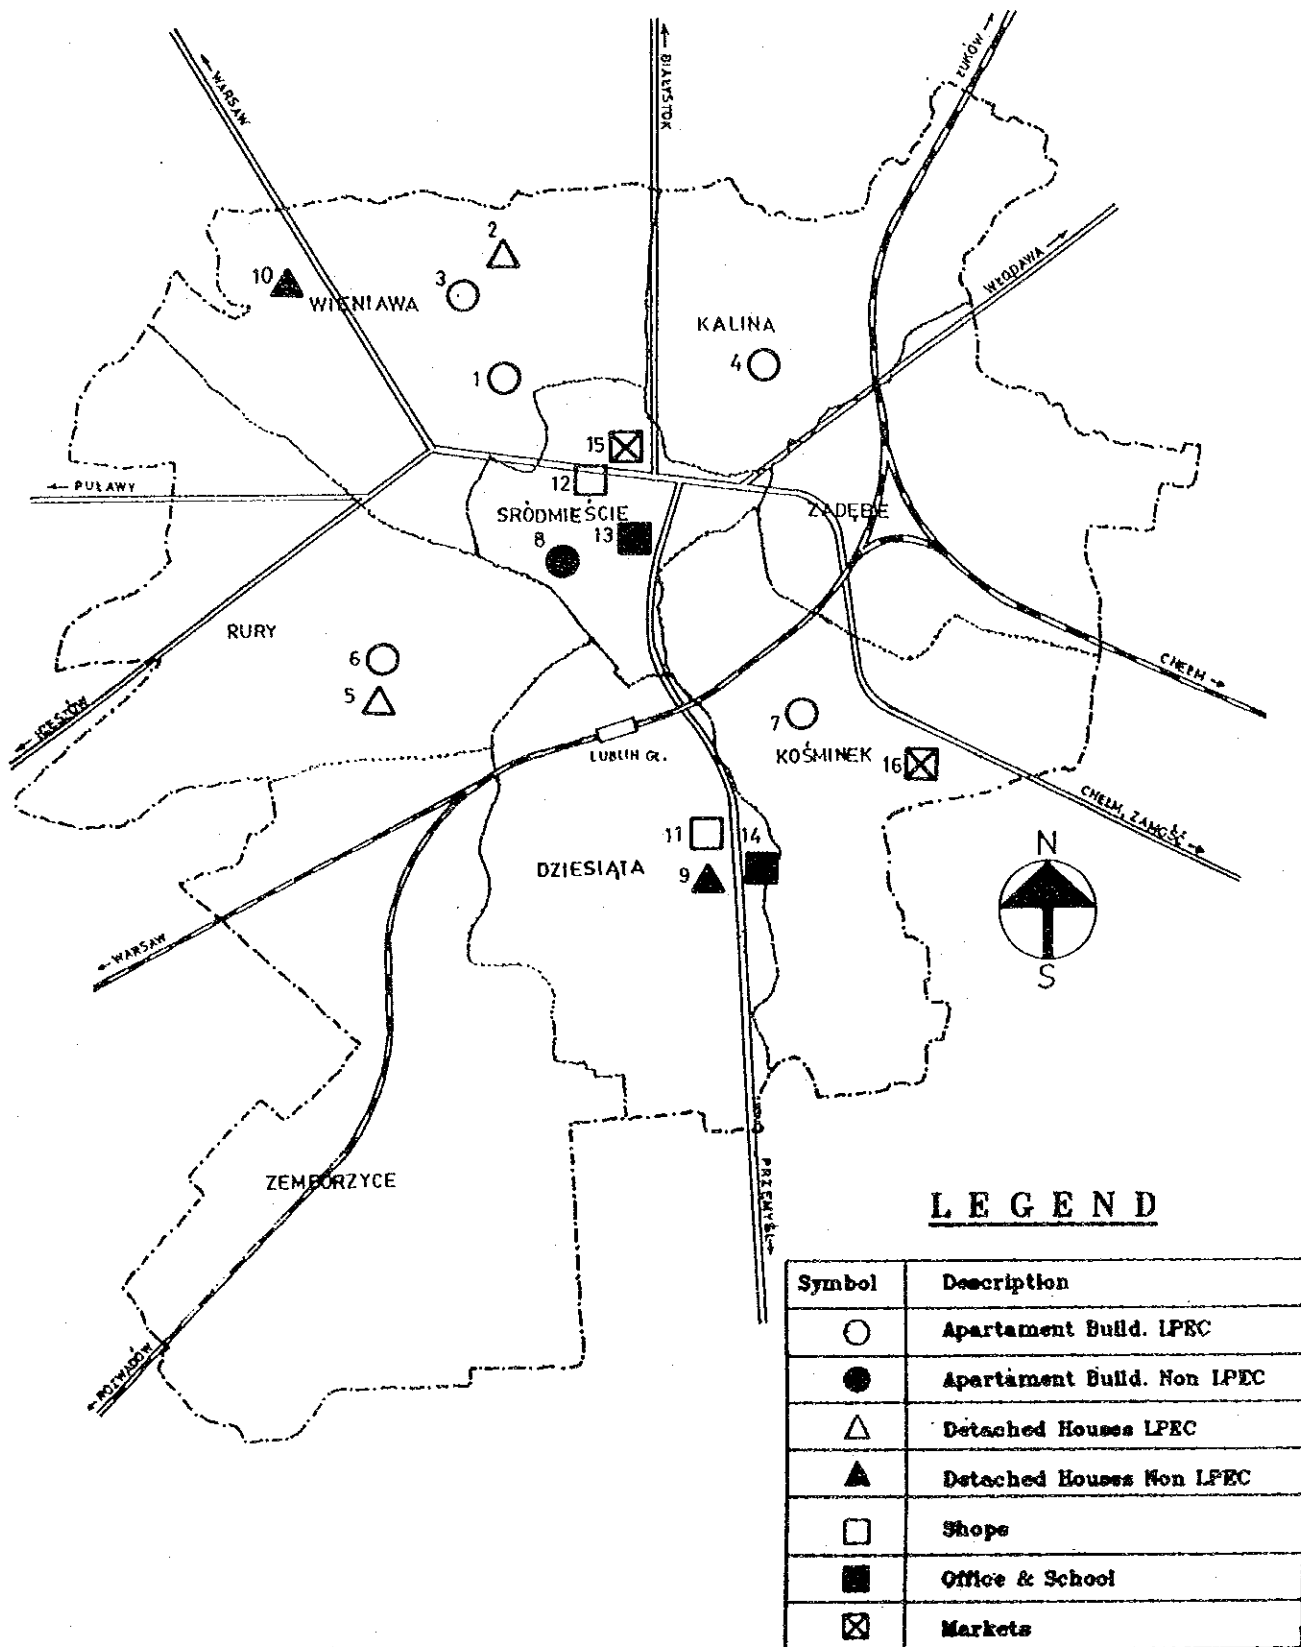 ← WARSAW
← BIAŁYSTOK
ŁUKÓW →
WŁODAWA →
2
10
3
WIENIAWA
KALINA
1
4
15
← PUŁAWY
12
ŚRÓDMIEŚCIE
ZADĘBIE
13
8
RURY
6
CHEŁM →
5
7
LUBLIN GŁ.
KOŚMINEK
16
CHEŁM, ZAMOŚĆ →
11
14
N
DZIESIĄTA
9
← WARSAW
S
ZEMBORZYCE
PRZEMYŚL →
← ROZWADÓW
LEGEND
Symbol Description
Apartament Build. LPEC
Apartament Build. Non LPEC
Detached Houses LPEC
Detached Houses Non LPEC
Shops
Office & School
Markets